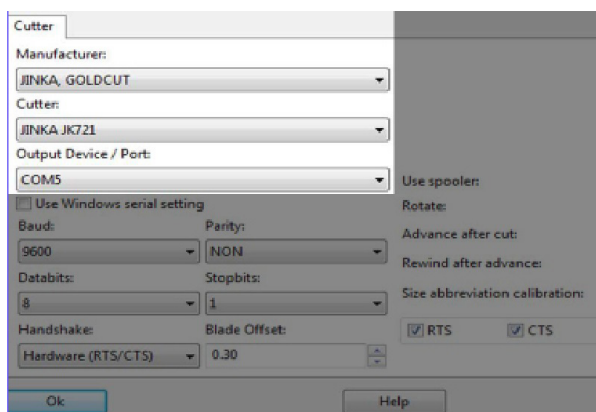 Cutter
Manufacturer:
JINKA, GOLDCUT
Cutter:
JINKA JK721
Output Device / Port:
COM5
Use spooler:
Use Windows serial setting
Rotate:
Baud:
Parity:
Advance after cut:
9600
NON
Rewind after advance:
Databits:
Stopbits:
Size abbreviation calibration:
8
1
Handshake:
Blade Offset:
RTS
CTS
Hardware (RTS/CTS)
0.30
Ok
Help